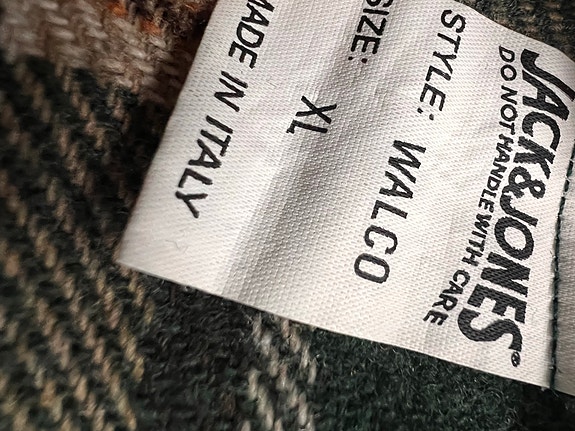 JACK&JONES®
DO NOT HANDLE WITH CARE
STYLE: WALCO
SIZE: XL
MADE IN ITALY